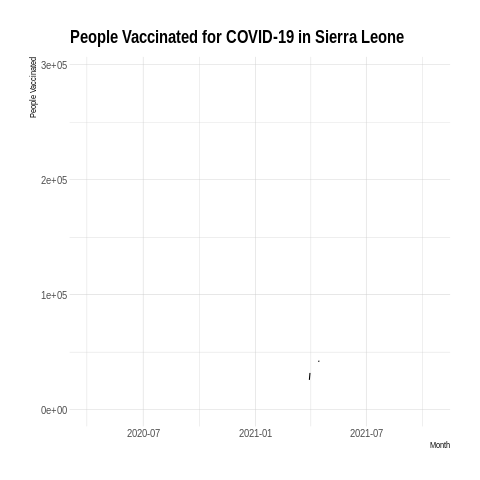 People Vaccinated for COVID-19 in Sierra Leone
People Vaccinated
3e+05
2e+05
1e+05
0e+00
2020-07
2021-01
2021-07
Month